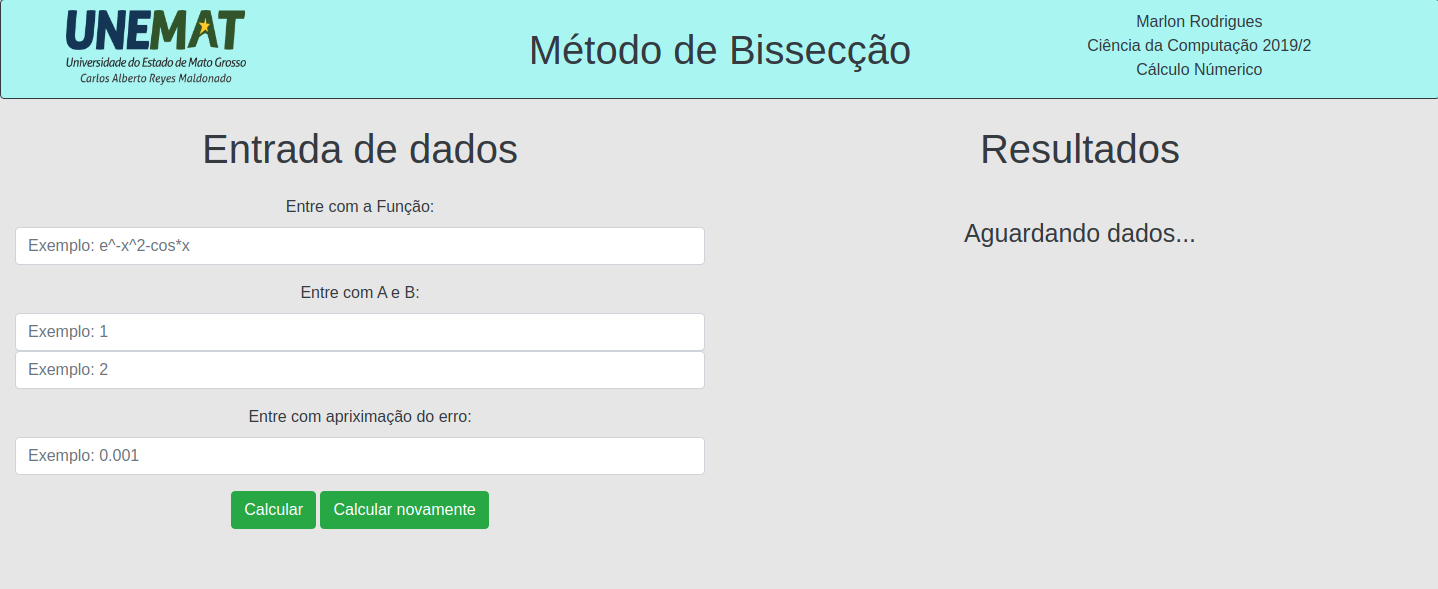 UNEMAT
Universidade do Estado de Mato Grosso
Carlos Alberto Reyes Maldonado
Método de Bissecção
Marlon Rodrigues
Ciência da Computação 2019/2
Cálculo Númerico
Entrada de dados
Entre com a Função:
Exemplo: e^-x^2-cos*x
Entre com A e B:
Exemplo: 1
Exemplo: 2
Entre com apriximação do erro:
Exemplo: 0.001
Calcular Calcular novamente
Resultados
Aguardando dados...